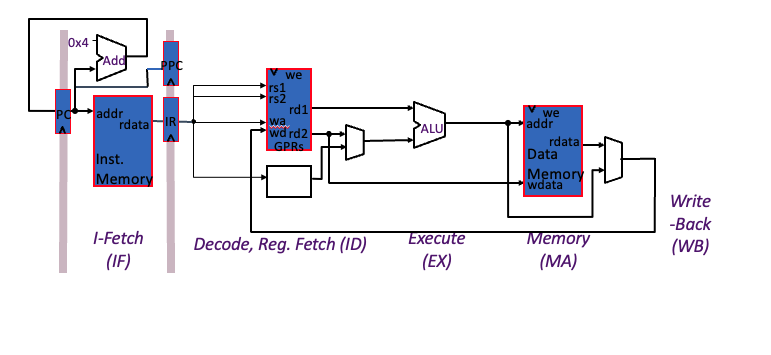 0x4
Add
PPC
PC
addr
rdata
Inst.
Memory
IR
we
rs1
rs2
rd1
wa
wd rd2
GPRs
ALU
we
addr
rdata
Data
Memory
wdata
I-Fetch
(IF)
Decode, Reg. Fetch (ID)
Execute
(EX)
Memory
(MA)
Write
-Back
(WB)